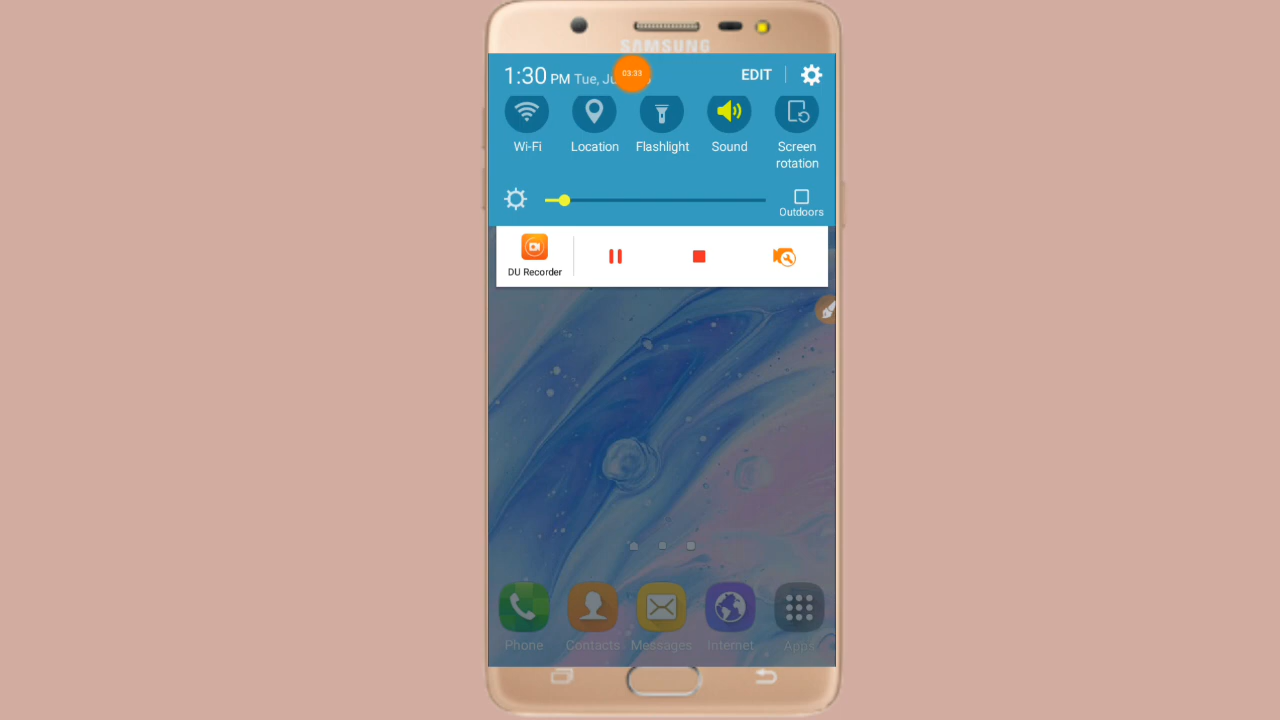 SAMSUNG
1:30 PM Tue, Ju
03:33
EDIT
Wi-Fi
Location
Flashlight
Sound
Screen
rotation
Outdoors
DU Recorder
Phone
Contacts
Messages
Internet
Apps